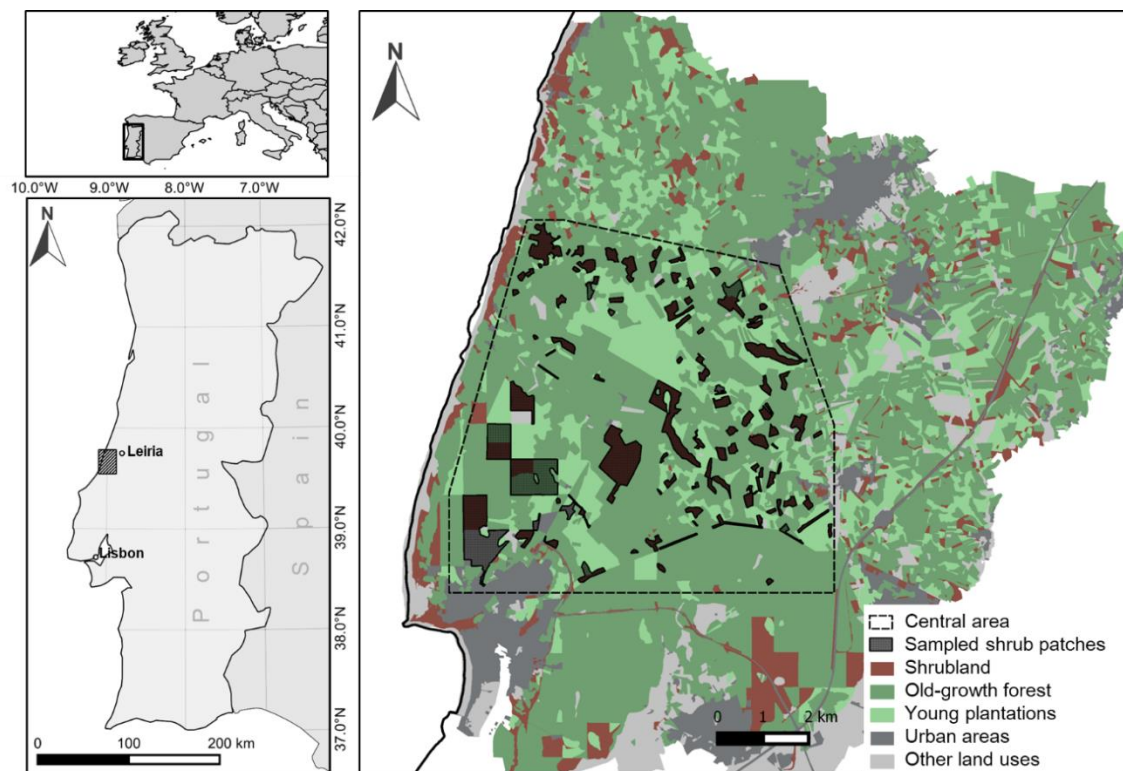 10.0°W 9.0°W 8.0°W 7.0°W
N
42.0°N
41.0°N
40.0°N
39.0°N
38.0°N
37.0°N
Portugal
Spain
Leiria
Lisbon
0 100 200 km
N
Central area
Sampled shrub patches
Shrubland
Old-growth forest
Young plantations
Urban areas
Other land uses
0 1 2 km